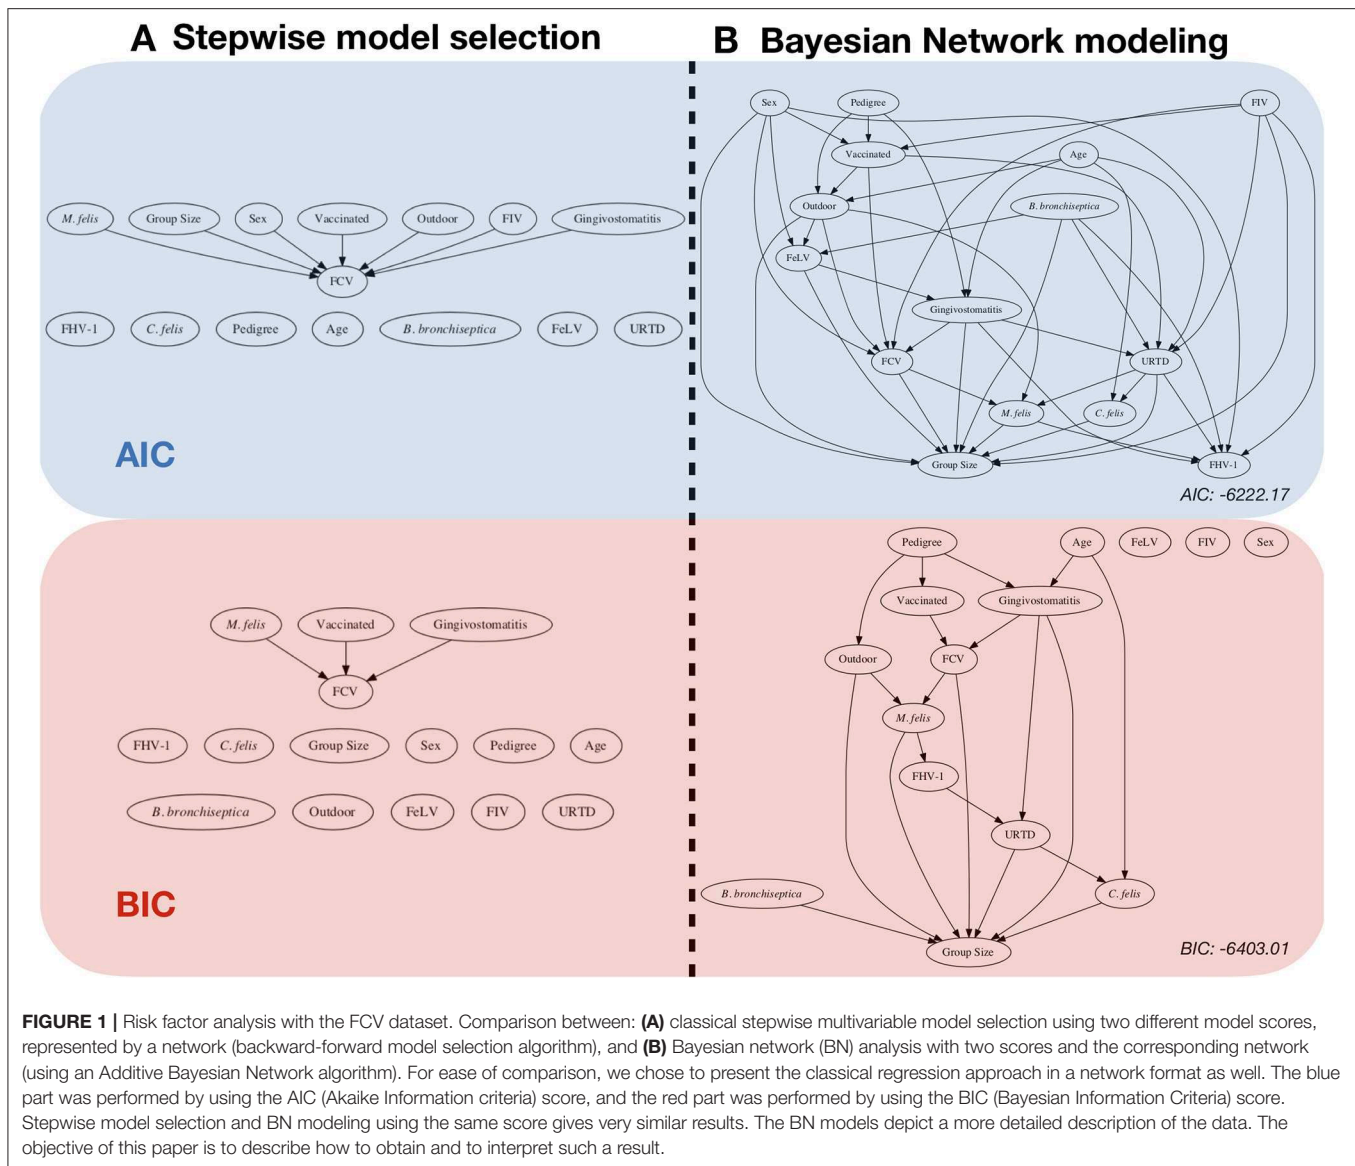 A Stepwise model selection
B Bayesian Network modeling
M. felis Group Size Sex Vaccinated Outdoor FIV Gingivostomatitis
FCV
FHV-1 C. felis Pedigree Age B. bronchiseptica FeLV URTD
AIC
Sex Pedigree FIV
Vaccinated Age
Outdoor B. bronchiseptica
FeLV
Gingivostomatitis
FCV URTD
M. felis C. felis
Group Size FHV-1
AIC: -6222.17
M. felis Vaccinated Gingivostomatitis
FCV
FHV-1 C. felis Group Size Sex Pedigree Age
B. bronchiseptica Outdoor FeLV FIV URTD
BIC
Pedigree Age FeLV FIV Sex
Vaccinated Gingivostomatitis
Outdoor FCV
M. felis
FHV-1
URTD
B. bronchiseptica C. felis
Group Size
BIC: -6403.01
FIGURE 1 | Risk factor analysis with the FCV dataset. Comparison between: (A) classical stepwise multivariable model selection using two different model scores,
represented by a network (backward-forward model selection algorithm), and (B) Bayesian network (BN) analysis with two scores and the corresponding network
(using an Additive Bayesian Network algorithm). For ease of comparison, we chose to present the classical regression approach in a network format as well. The blue
part was performed by using the AIC (Akaike Information criteria) score, and the red part was performed by using the BIC (Bayesian Information Criteria) score.
Stepwise model selection and BN modeling using the same score gives very similar results. The BN models depict a more detailed description of the data. The
objective of this paper is to describe how to obtain and to interpret such a result.